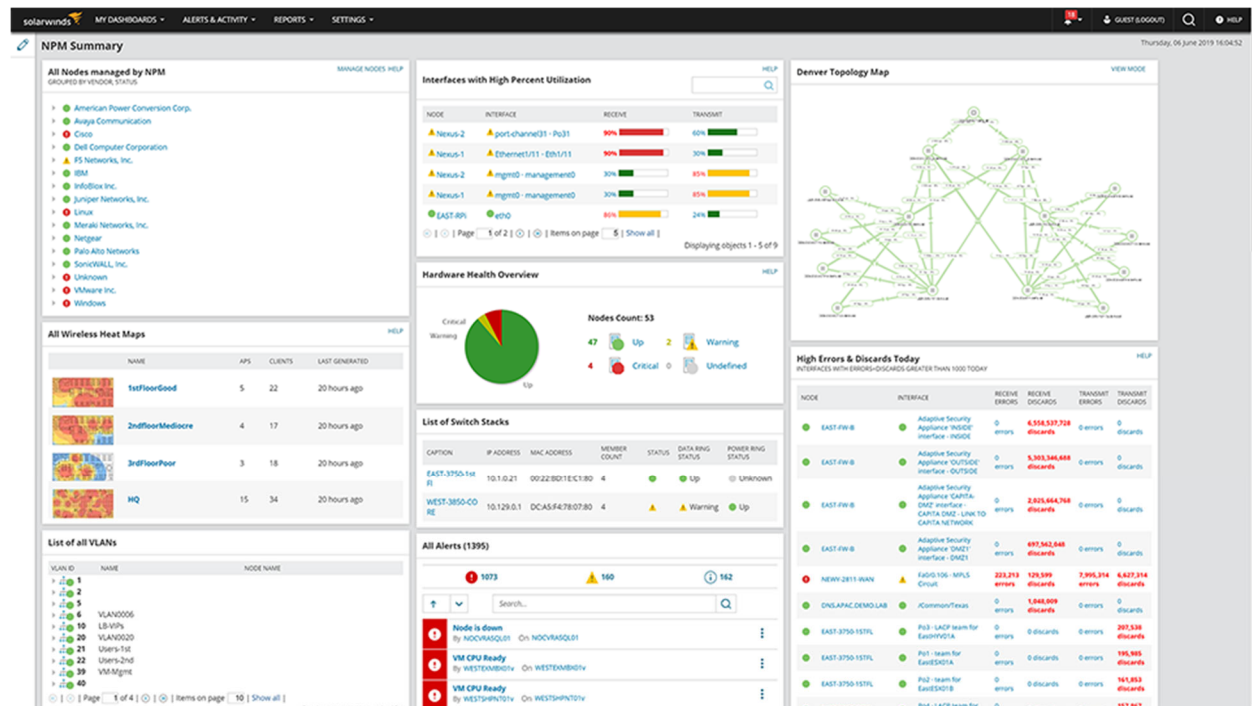 solarwinds MY DASHBOARDS ALERTS & ACTIVITY REPORTS SETTINGS 18 GUEST (LOGOUT) HELP
NPM Summary
Thursday, 06 June 2019 16:04:52
All Nodes managed by NPM MANAGE NODES HELP
GROUPED BY VENDOR, STATUS
American Power Conversion Corp.
Avaya Communication
Cisco
Dell Computer Corporation
F5 Networks, Inc.
IBM
InfoBlox Inc.
Juniper Networks, Inc.
Linux
Meraki Networks, Inc.
Netgear
Palo Alto Networks
SonicWALL, Inc.
Unknown
VMware Inc.
Windows
All Wireless Heat Maps HELP
NAME APS CLIENTS LAST GENERATED
1stFloorGood 5 22 20 hours ago
2ndfloorMediocre 4 17 20 hours ago
3rdFloorPoor 3 18 20 hours ago
HQ 15 34 20 hours ago
List of all VLANs
VLAN ID NAME NODE NAME
1
2
5
6 VLAN0006
10 LB-VIPs
20 VLAN0020
21 Users-1st
22 Users-2nd
39 VM-Mgmt
40
| Page 1 of 4 | Items on page 10 | Show all |
Interfaces with High Percent Utilization HELP
NODE INTERFACE RECEIVE TRANSMIT
Nexus-2 port-channel31 - Po31 90% 60%
Nexus-1 Ethernet1/11 - Eth1/11 90% 30%
Nexus-2 mgmt0 - management0 30% 85%
Nexus-1 mgmt0 - management0 30% 85%
EAST-RPi eth0 86% 24%
| Page 1 of 2 | Items on page 5 | Show all |
Displaying objects 1 - 5 of 9
Hardware Health Overview HELP
Critical
Warning
Up
Nodes Count: 53
47 Up 2 Warning
4 Critical 0 Undefined
List of Switch Stacks
CAPTION IP ADDRESS MAC ADDRESS MEMBER COUNT STATUS DATA RING STATUS POWER RING STATUS
EAST-3750-1st Fl 10.1.0.21 00:22:BD:1E:C1:80 4 Up Unknown
WEST-3850-CORE 10.129.0.1 DC:A5:F4:78:07:80 4 Warning Up
All Alerts (1395)
1073 160 162
Search...
Node is down
By NOCVRASQL01 On NOCVRASQL01
VM CPU Ready
By WESTEXMBX01v On WESTEXMBX01v
VM CPU Ready
By WESTSHPNT01v On WESTSHPNT01v
Denver Topology Map VIEW MODE
High Errors & Discards Today HELP
INTERFACES WITH ERRORS+DISCARDS GREATER THAN 1000 TODAY
NODE INTERFACE RECEIVE ERRORS RECEIVE DISCARDS TRANSMIT ERRORS TRANSMIT DISCARDS
EAST-FW-B Adaptive Security Appliance 'INSIDE' interface - INSIDE 0 errors 6,558,537,728 discards 0 errors 0 discards
EAST-FW-B Adaptive Security Appliance 'OUTSIDE' interface - OUTSIDE 0 errors 5,303,346,688 discards 0 errors 0 discards
EAST-FW-B Adaptive Security Appliance 'CAPITA-DMZ' interface - CAPITA DMZ - LINK TO CAPITA NETWORK 0 errors 2,025,664,768 discards 0 errors 0 discards
EAST-FW-B Adaptive Security Appliance 'DMZ1' interface - DMZ1 0 errors 697,562,048 discards 0 errors 0 discards
NEWY-2811-WAN Fa0/0.106 - MPLS Circuit 223,213 errors 129,599 discards 7,995,314 errors 6,627,314 discards
DNS.APAC.DEMO.LAB /Common/Texas 0 errors 1,048,009 discards 0 errors 0 discards
EAST-3750-1STFL Po3 - LACP team for EastHYV01A 0 errors 0 discards 0 errors 207,538 discards
EAST-3750-1STFL Po1 - team for EastESX01A 0 errors 0 discards 0 errors 195,985 discards
EAST-3750-1STFL Po2 - team for EastESX01B 0 errors 0 discards 0 errors 161,853 discards